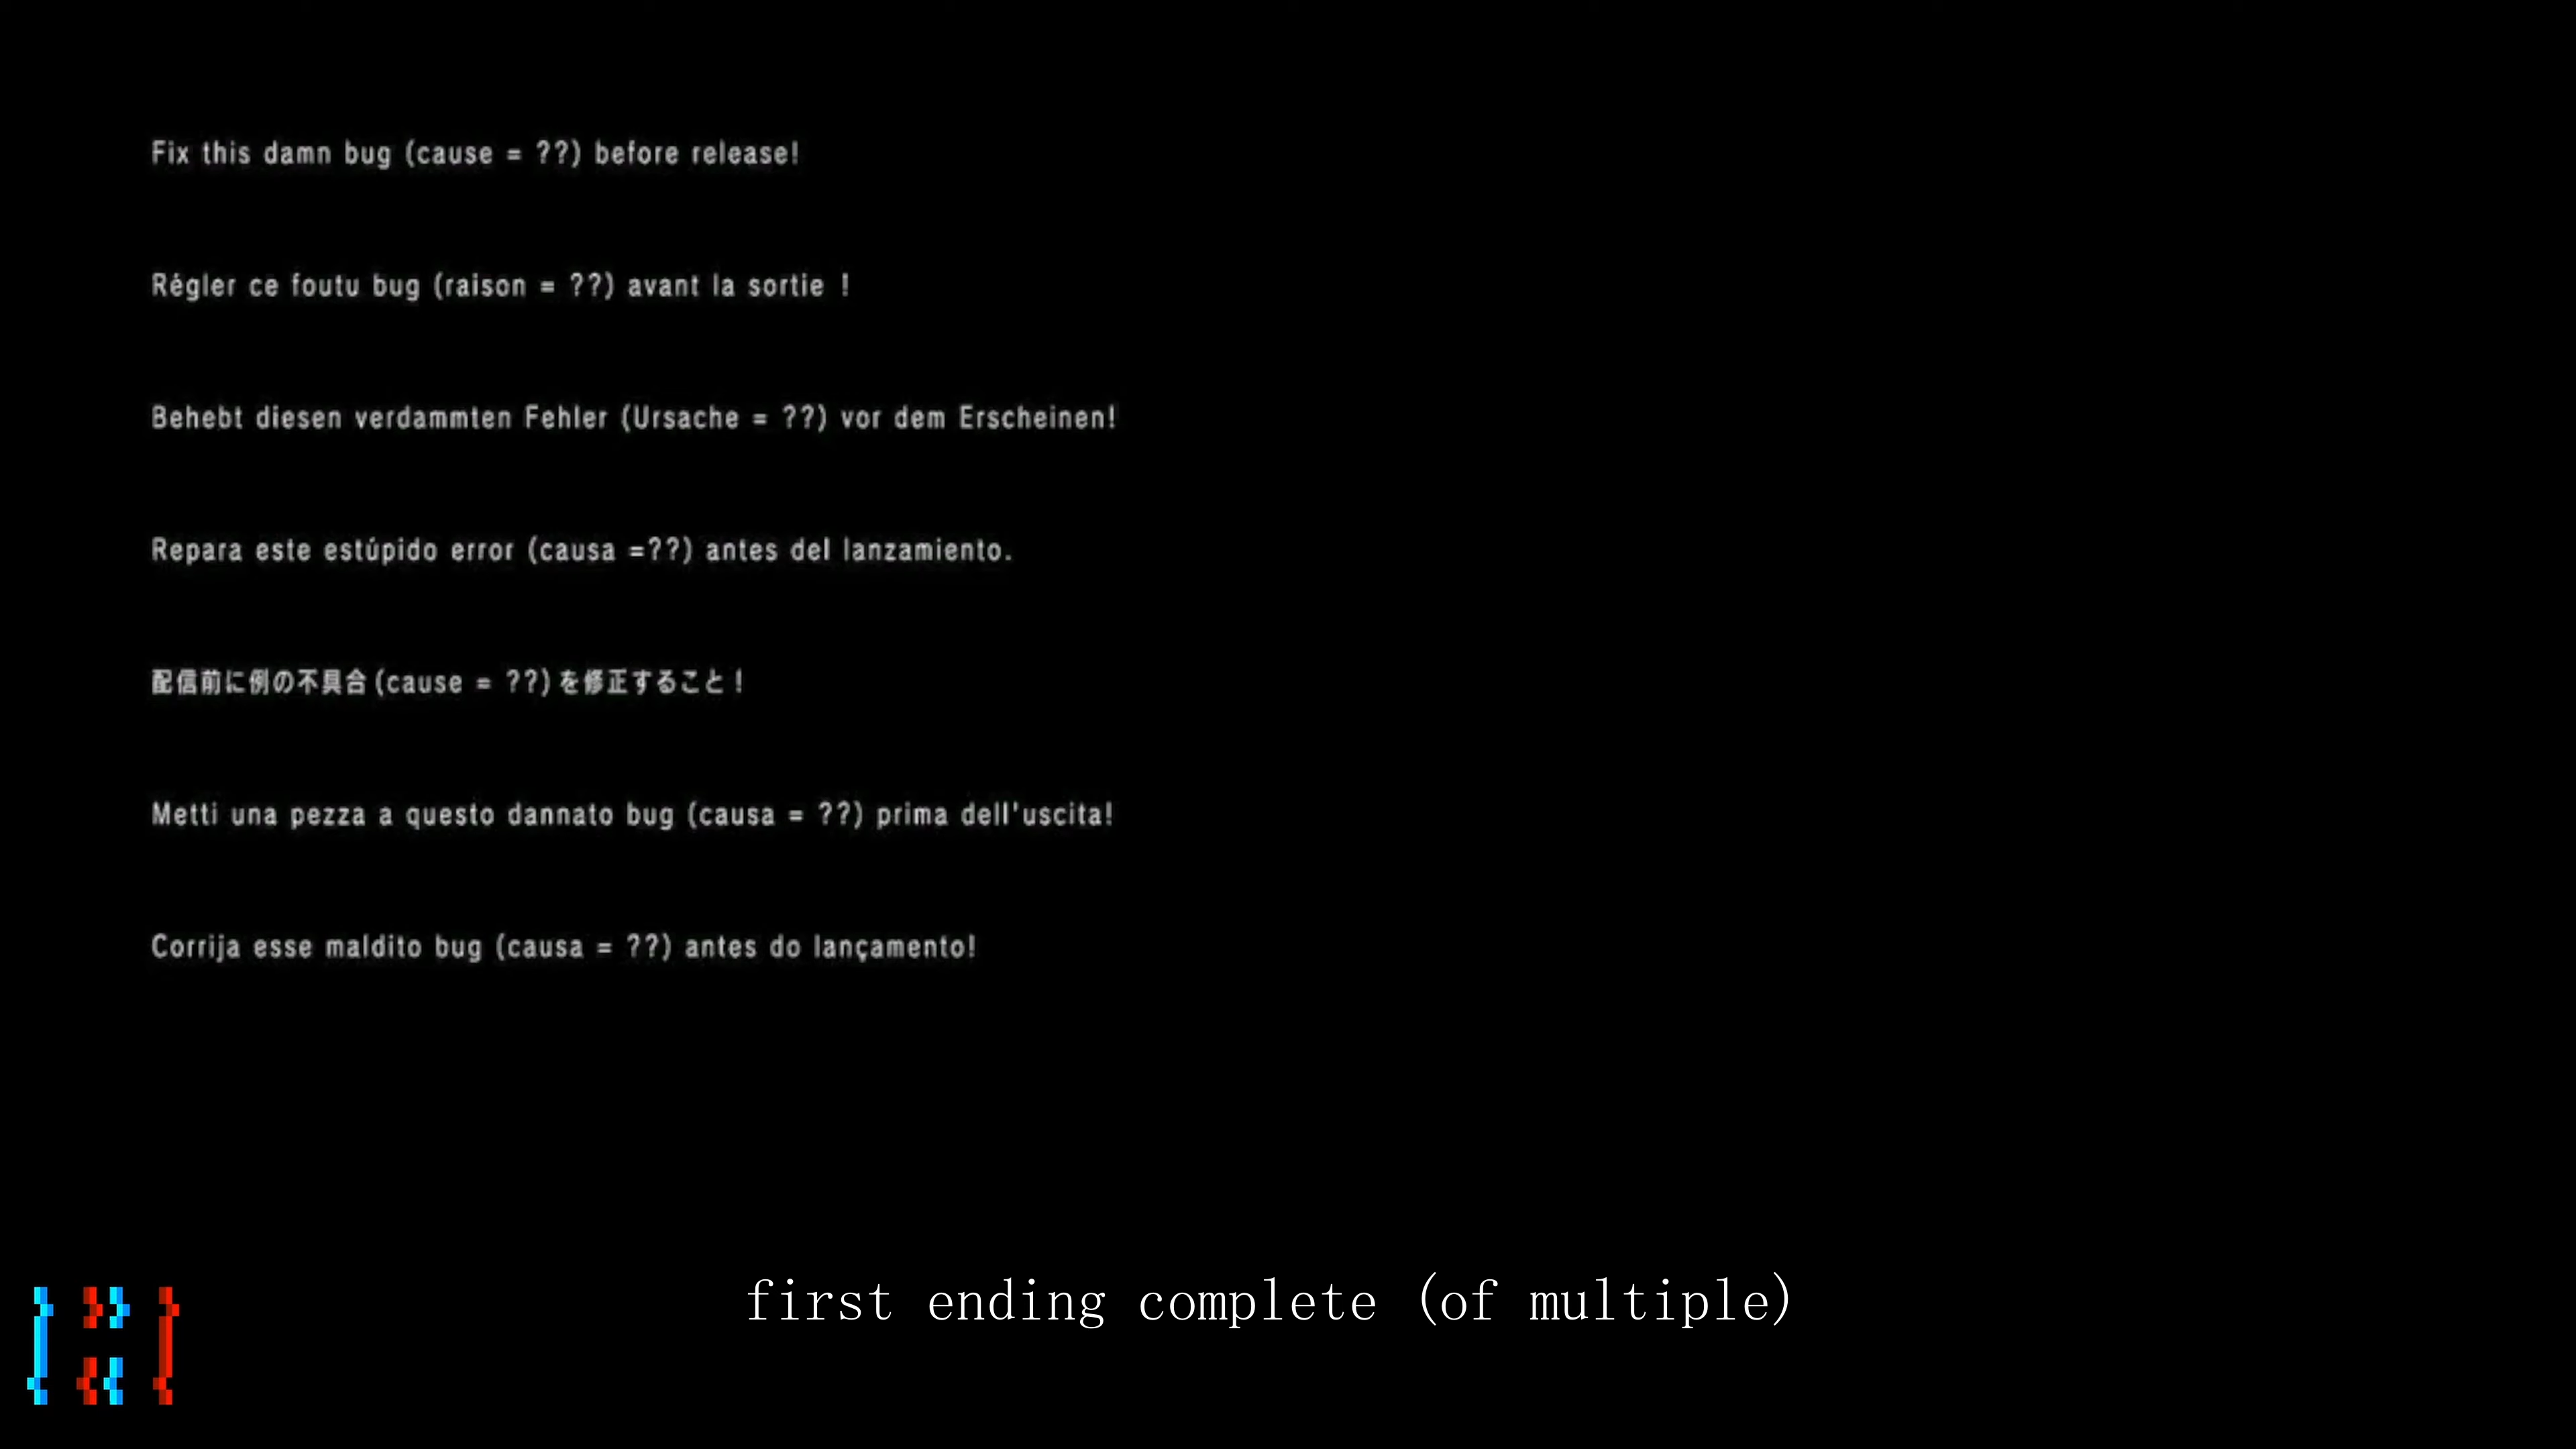 Fix this damn bug (cause = ??) before release!
Régler ce foutu bug (raison = ??) avant la sortie !
Behebt diesen verdammten Fehler (Ursache = ??) vor dem Erscheinen!
Repara este estúpido error (causa =??) antes del lanzamiento.
配信前に例の不具合(cause = ??)を修正すること！
Metti una pezza a questo dannato bug (causa = ??) prima dell'uscita!
Corrija esse maldito bug (causa = ??) antes do lançamento!
first ending complete (of multiple)